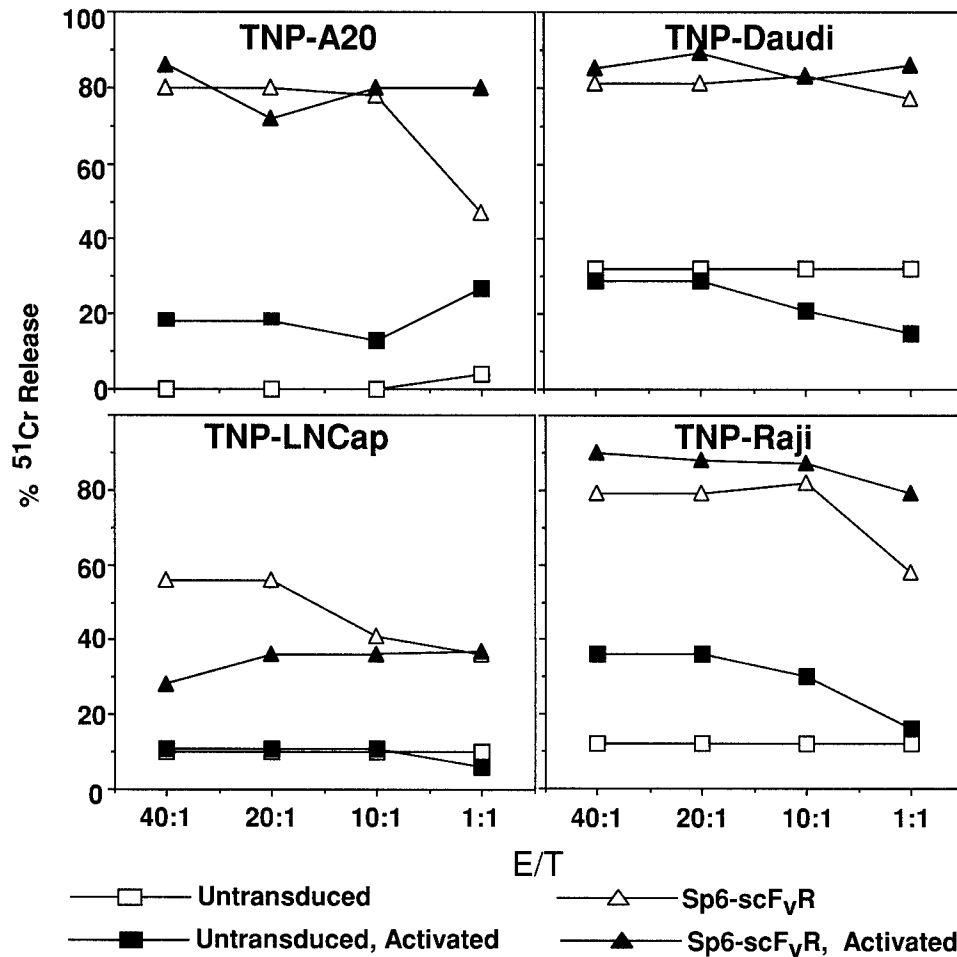 % ⁵¹Cr Release
TNP-A20
100
80
60
40
20
0
TNP-Daudi
TNP-LNCap
80
60
40
20
0
40:1 20:1 10:1 1:1
TNP-Raji
40:1 20:1 10:1 1:1
E/T
Untransduced
Untransduced, Activated
Sp6-scFᵥR
Sp6-scFᵥR, Activated